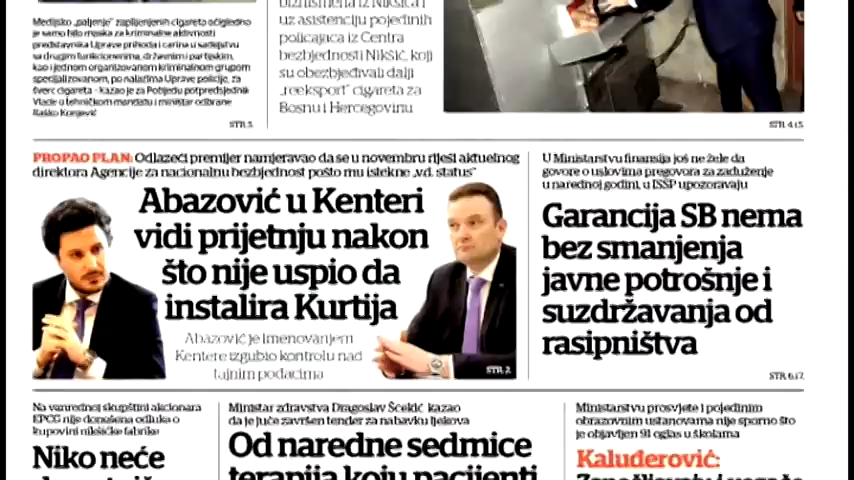 Medijsko „paljenje” zaplijenjenih cigareta očigledno
je samo bilo maska za kriminalne aktivnosti
predstavnika Uprave prihoda i carina u sadejstvu
sa drugim funkcionerima, državnim i partijskim,
kao i jednom organizovanom kriminalnom grupom
specijalizovanom, po nalazima Uprave policije, za
šverc cigareta - kazao je za Pobjedu potpredsjednik
Vlade u tehničkom mandatu i ministar odbrane
Raško Konjević
STR. 3.
biznismena iz Nikšića i
uz asistenciju pojedinih
policajaca iz Centra
bezbjednosti Nikšić, koji
su obezbjeđivali dalji
„reeksport” cigareta za
Bosnu i Hercegovinu
STR. 4. i 5.
PROPAO PLAN: Odlazeći premijer namjeravao da se u novembru riješi aktuelnog
direktora Agencije za nacionalnu bezbjednost pošto mu istekne „v.d. status”
Abazović u Kenteri
vidi prijetnju nakon
što nije uspio da
instalira Kurtija
Abazović je imenovanjem
Kentere izgubio kontrolu nad
tajnim podacima
STR. 2.
U Ministarstvu finansija još ne žele da
govore o uslovima pregovora za zaduženje
u narednoj godini, u ISSP upozoravaju
Garancija SB nema
bez smanjenja
javne potrošnje i
suzdržavanja od
rasipništva
STR. 6. i 7.
Na vanrednoj skupštini akcionara
EPCG nije donešena odluka o
kupovini nikšićke fabrike
Niko neće
Ministar zdravstva Dragoslav Šćekić kazao
da je juče završen tender za nabavku ljekova
Od naredne sedmice
terapija koju pacijenti
Ministarstvu prosvjete i pojedinim
obrazovnim ustanovama nije sporno što
je objavljen 91 oglas u školama
Kaluđerović: